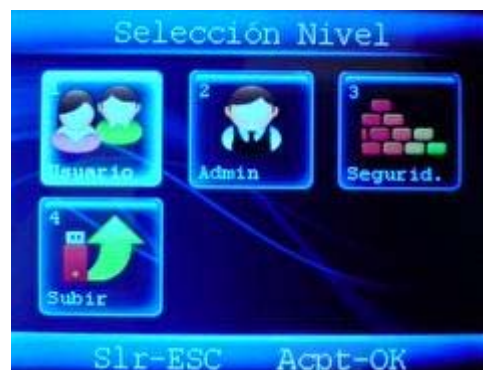 Selección Nivel
1
Usuario
2
Admin
3
Segurid.
4
Subir
Slr-ESC Acpt-OK